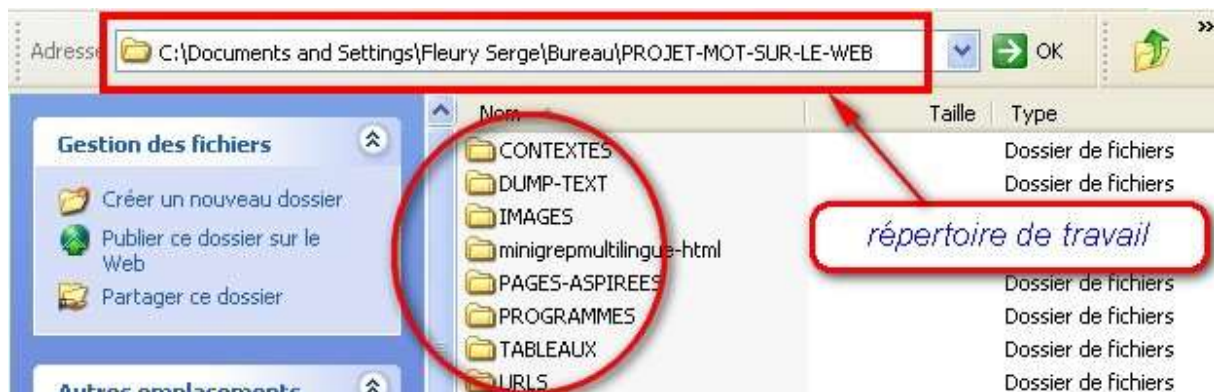 Adresse C:\Documents and Settings\Fleury Serge\Bureau\PROJET-MOT-SUR-LE-WEB OK »
Nom Taille Type
Gestion des fichiers
Créer un nouveau dossier
Publier ce dossier sur le
Web
Partager ce dossier
Autres emplacements
CONTEXTES Dossier de fichiers
DUMP-TEXT Dossier de fichiers
IMAGES
minigrepmultilingue-html
PAGES-ASPIREES Dossier de fichiers
PROGRAMMES Dossier de fichiers
TABLEAUX Dossier de fichiers
URLS Dossier de fichiers
répertoire de travail